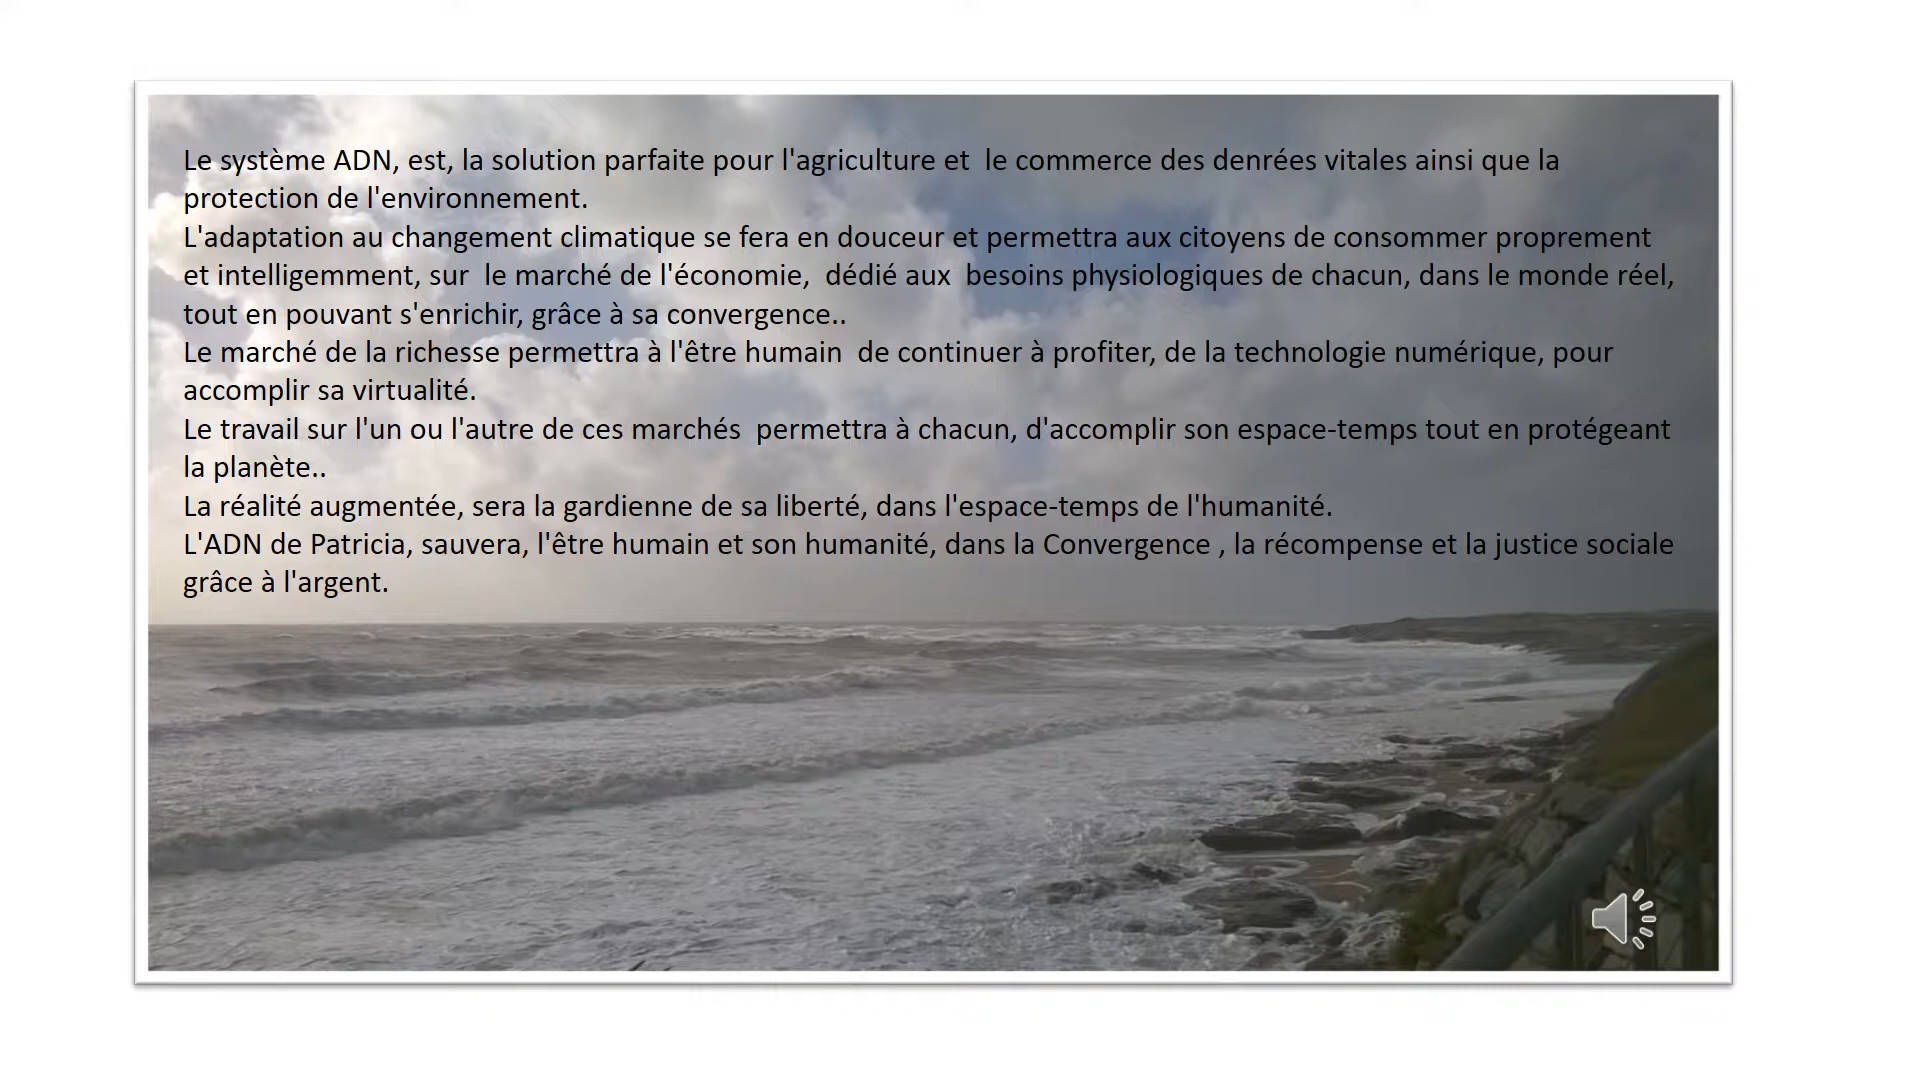 Le système ADN, est, la solution parfaite pour l'agriculture et  le commerce des denrées vitales ainsi que la
protection de l'environnement.
L'adaptation au changement climatique se fera en douceur et permettra aux citoyens de consommer proprement
et intelligemment, sur  le marché de l'économie,  dédié aux  besoins physiologiques de chacun, dans le monde réel,
tout en pouvant s'enrichir, grâce à sa convergence..
Le marché de la richesse permettra à l'être humain  de continuer à profiter, de la technologie numérique, pour
accomplir sa virtualité.
Le travail sur l'un ou l'autre de ces marchés  permettra à chacun, d'accomplir son espace-temps tout en protégeant
la planète..
La réalité augmentée, sera la gardienne de sa liberté, dans l'espace-temps de l'humanité.
L'ADN de Patricia, sauvera, l'être humain et son humanité, dans la Convergence , la récompense et la justice sociale
grâce à l'argent.